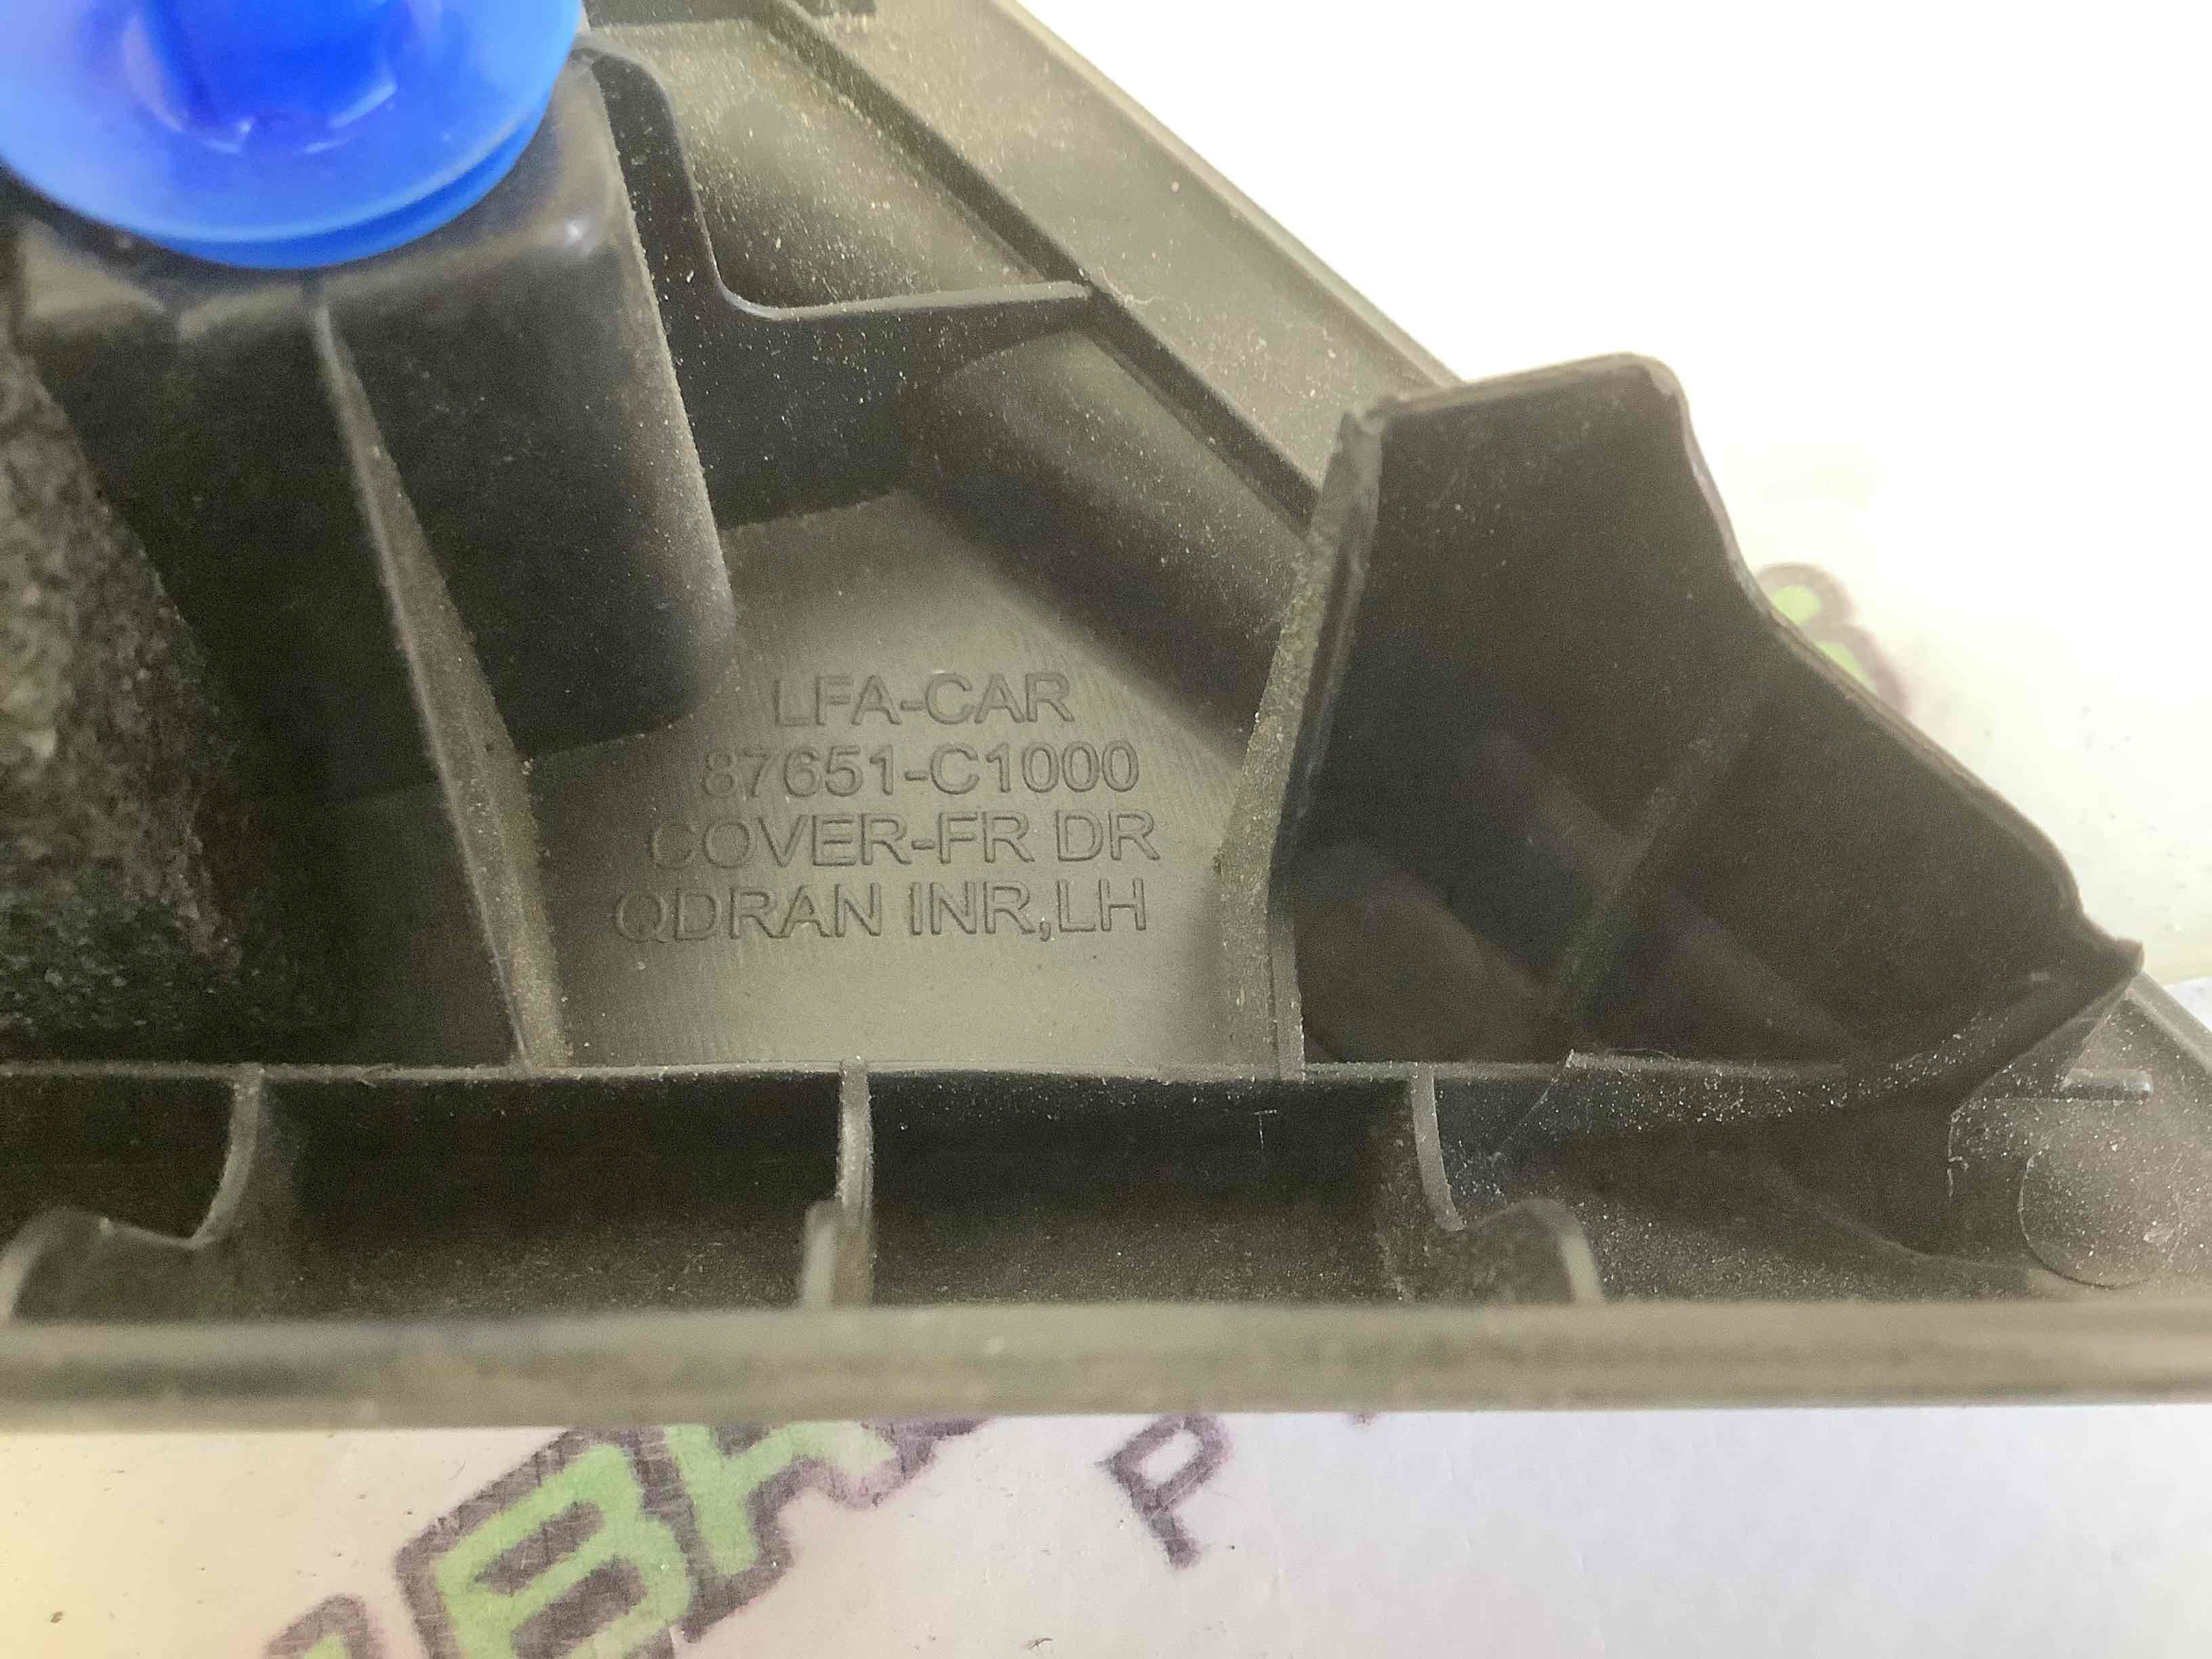 LFA-CAR
87651-C1000
COVER-FR DR
QDRAN INR,LH
P